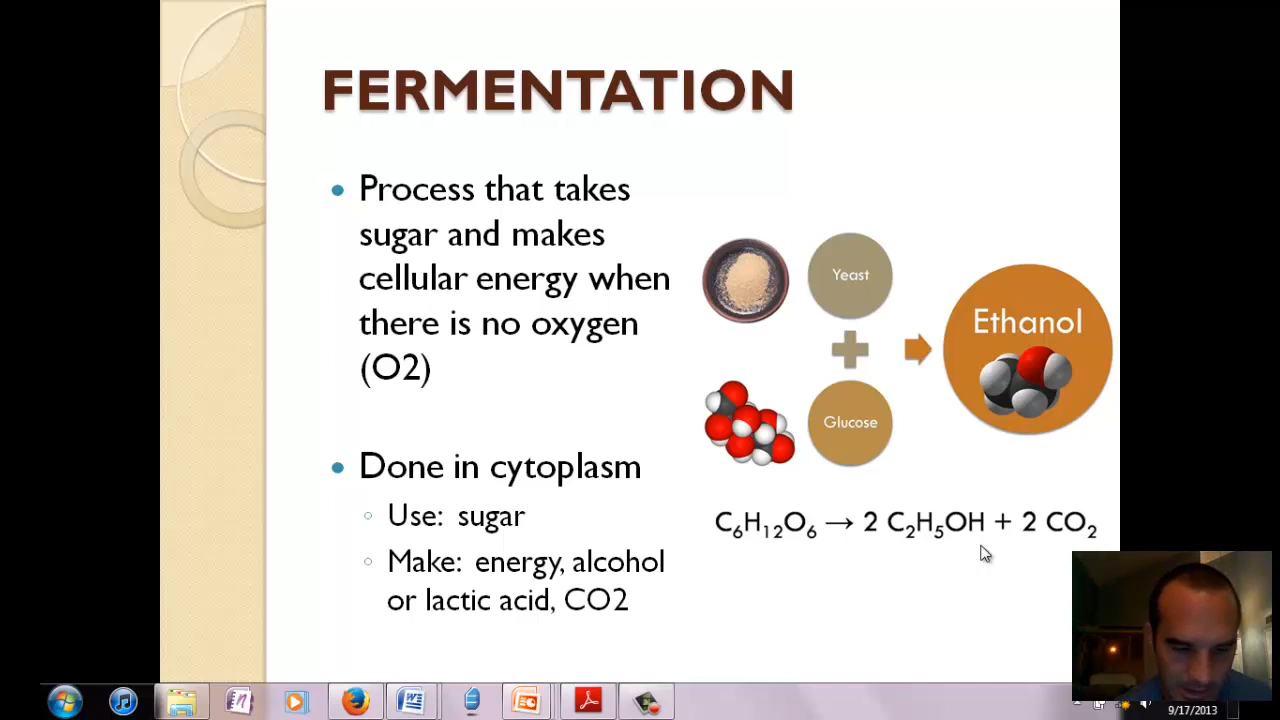 FERMENTATION
Process that takes
sugar and makes
cellular energy when
there is no oxygen
(O2)
Done in cytoplasm
Use: sugar
Make: energy, alcohol
or lactic acid, CO2
Yeast
Glucose
Ethanol
C₆H₁₂O₆ → 2 C₂H₅OH + 2 CO₂
9/17/2013